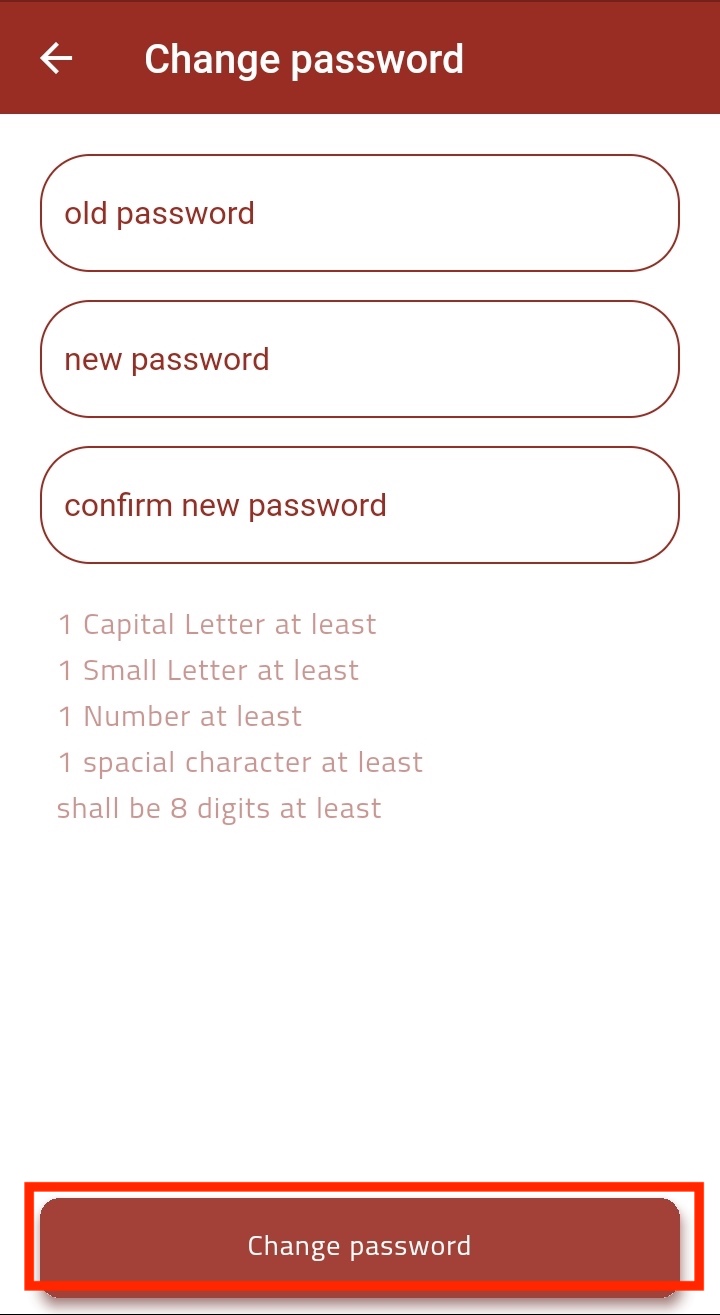 Change password
old password
new password
confirm new password
1 Capital Letter at least
1 Small Letter at least
1 Number at least
1 spacial character at least
shall be 8 digits at least
Change password